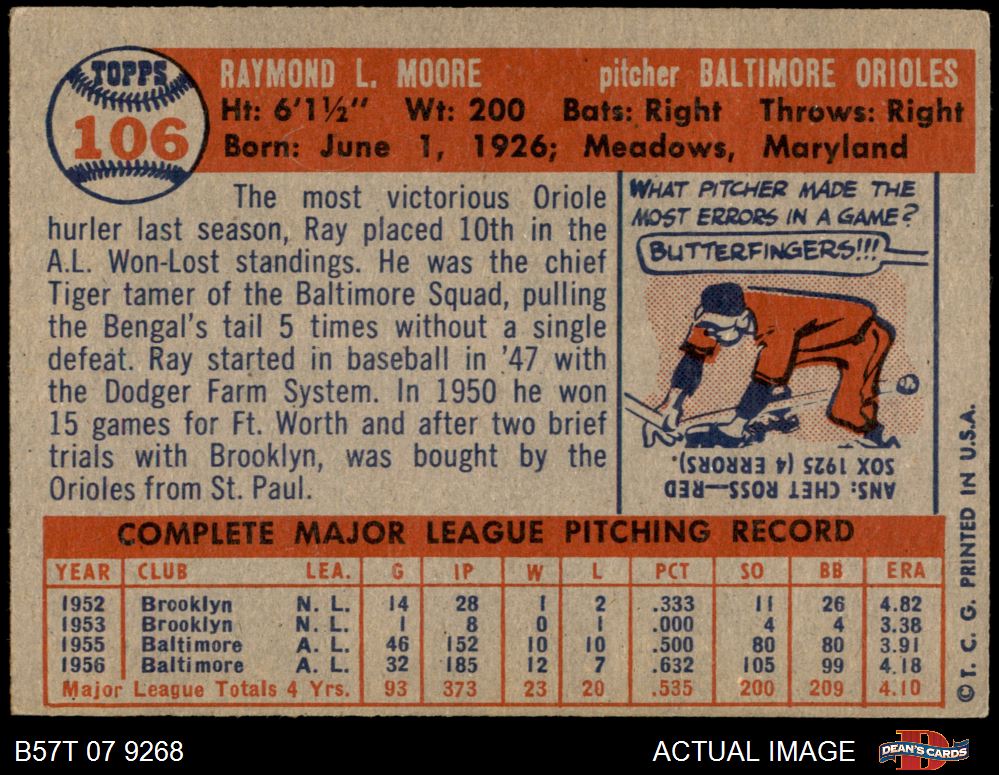 TOPPS
106
RAYMOND L. MOORE pitcher BALTIMORE ORIOLES
Ht: 6'1½" Wt: 200 Bats: Right Throws: Right
Born: June 1, 1926; Meadows, Maryland
The most victorious Oriole
hurler last season, Ray placed 10th in the
A.L. Won-Lost standings. He was the chief
Tiger tamer of the Baltimore Squad, pulling
the Bengal's tail 5 times without a single
defeat. Ray started in baseball in '47 with
the Dodger Farm System. In 1950 he won
15 games for Ft. Worth and after two brief
trials with Brooklyn, was bought by the
Orioles from St. Paul.
WHAT PITCHER MADE THE
MOST ERRORS IN A GAME?
BUTTERFINGERS!!!
ANS: CHET ROSS—RED
SOX 1925 (4 ERRORS).
COMPLETE MAJOR LEAGUE PITCHING RECORD
YEAR CLUB LEA. G IP W L PCT SO BB ERA
1952 Brooklyn N. L. 14 28 1 2 .333 11 26 4.82
1953 Brooklyn N. L. 1 8 0 1 .000 4 4 3.38
1955 Baltimore A. L. 46 152 10 10 .500 80 80 3.91
1956 Baltimore A. L. 32 185 12 7 .632 105 99 4.18
Major League Totals 4 Yrs. 93 373 23 20 .535 200 209 4.10
© T. C. G. PRINTED IN U.S.A.
B57T 07 9268
ACTUAL IMAGE
DEAN'S CARDS